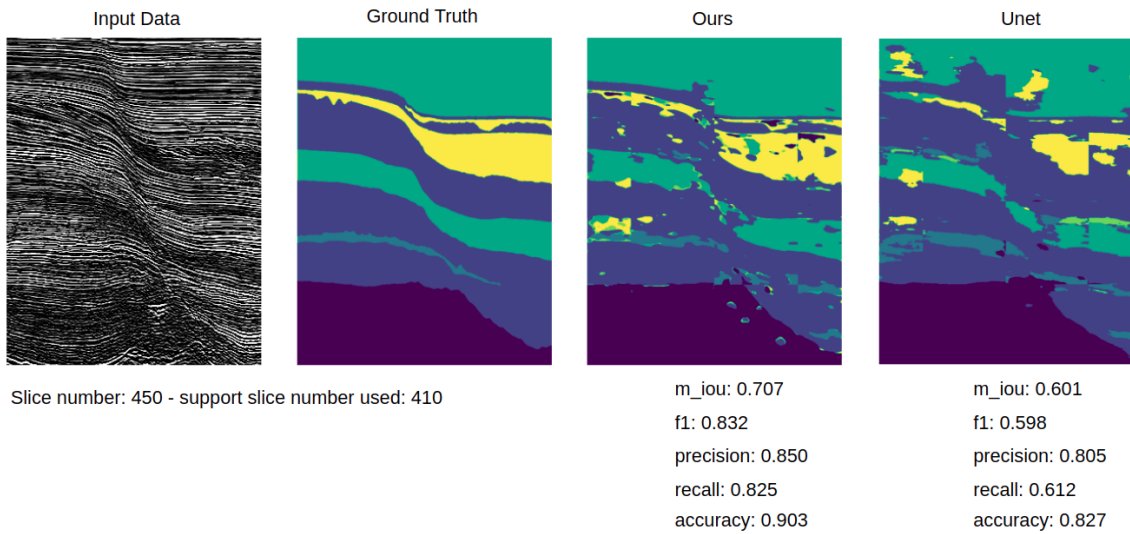 Input Data
Ground Truth
Ours
Unet
Slice number: 450 - support slice number used: 410
m_iou: 0.707
f1: 0.832
precision: 0.850
recall: 0.825
accuracy: 0.903
m_iou: 0.601
f1: 0.598
precision: 0.805
recall: 0.612
accuracy: 0.827